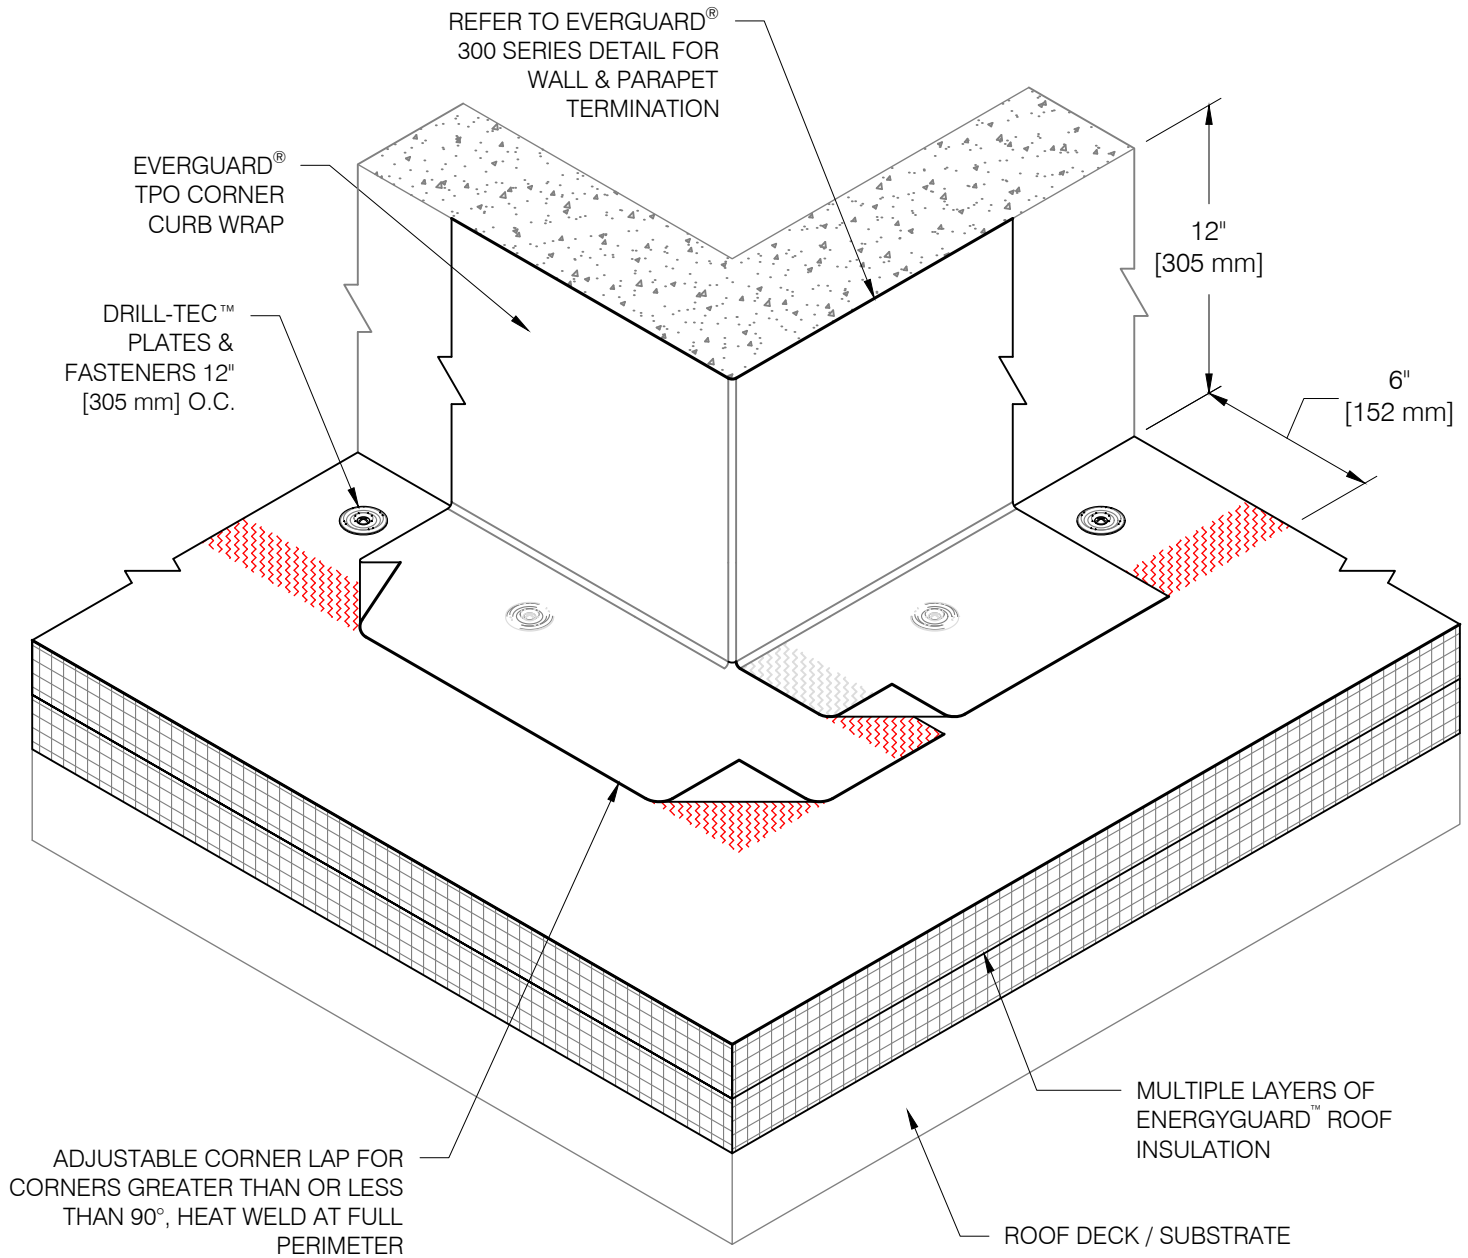 REFER TO EVERGUARD®
300 SERIES DETAIL FOR
WALL & PARAPET
TERMINATION
EVERGUARD®
TPO CORNER
CURB WRAP
12"
[305 mm]
DRILL-TEC™
PLATES &
FASTENERS 12"
[305 mm] O.C.
6"
[152 mm]
MULTIPLE LAYERS OF
ENERGYGUARD™ ROOF
INSULATION
ADJUSTABLE CORNER LAP FOR
CORNERS GREATER THAN OR LESS
THAN 90°, HEAT WELD AT FULL
PERIMETER
ROOF DECK / SUBSTRATE